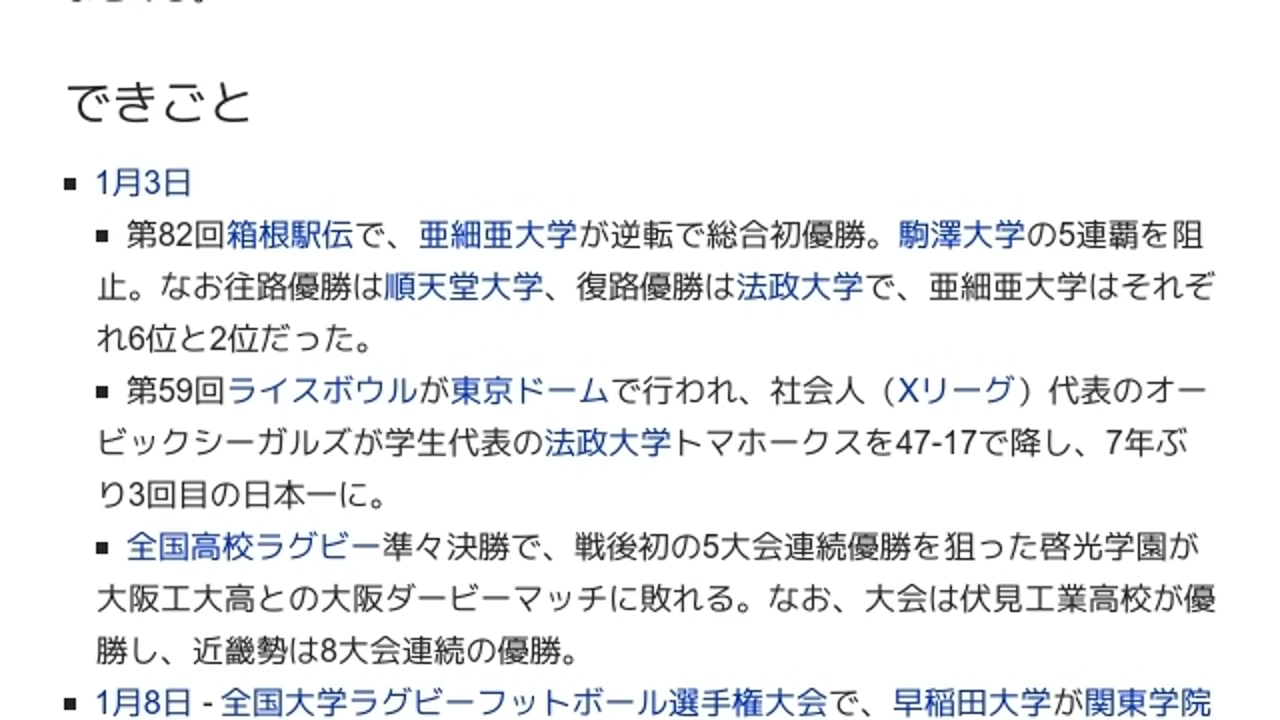 できごと
1月3日
第82回箱根駅伝で、亜細亜大学が逆転で総合初優勝。駒澤大学の5連覇を阻
止。なお往路優勝は順天堂大学、復路優勝は法政大学で、亜細亜大学はそれぞ
れ6位と2位だった。
第59回ライスボウルが東京ドームで行われ、社会人（Xリーグ）代表のオー
ビックシーガルズが学生代表の法政大学トマホークスを47-17で降し、7年ぶ
り3回目の日本一に。
全国高校ラグビー準々決勝で、戦後初の5大会連続優勝を狙った啓光学園が
大阪工大高との大阪ダービーマッチに敗れる。なお、大会は伏見工業高校が優
勝し、近畿勢は8大会連続の優勝。
1月8日 - 全国大学ラグビーフットボール選手権大会で、早稲田大学が関東学院